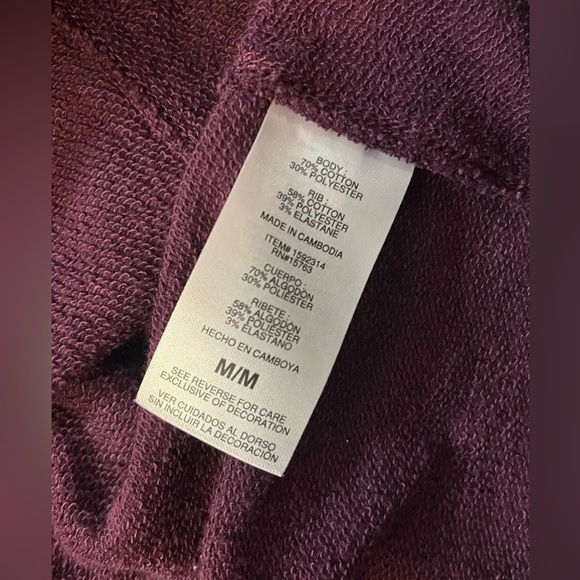 BODY :
70% COTTON
30% POLYESTER
RIB :
58% COTTON
39% POLYESTER
3% ELASTANE
MADE IN CAMBODIA
ITEM# 1592314
RN#15763
CUERPO :
70% ALGODÓN
30% POLIESTER
RIBETE :
58% ALGODÓN
39% POLIESTER
3% ELASTANO
HECHO EN CAMBOYA
M/M
SEE REVERSE FOR CARE
EXCLUSIVE OF DECORATION
VER CUIDADOS AL DORSO
SIN INCLUIR LA DECORACIÓN